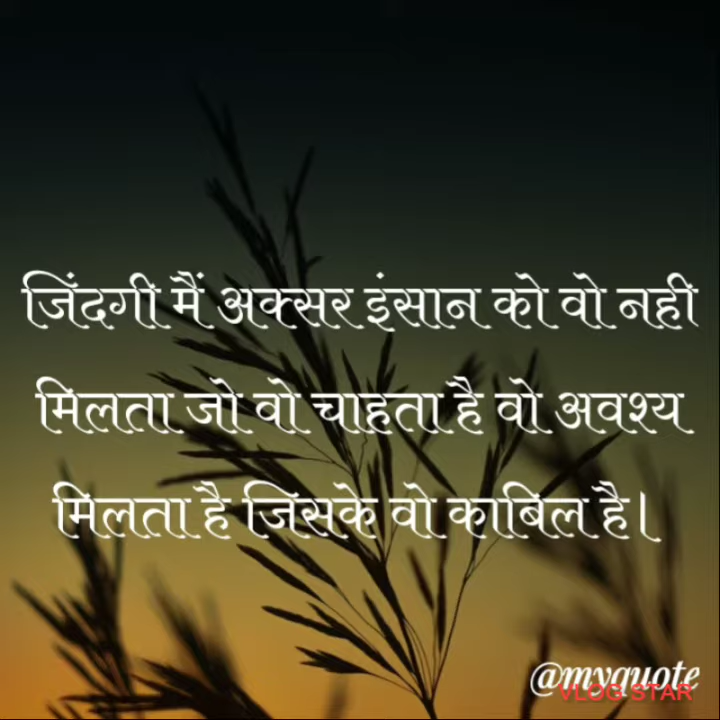 जिंदगी मैं अक्सर इंसान को वो नही
मिलता जो वो चाहता है वो अवश्य
मिलता है जिसके वो काबिल है।
@myquote
VLOG STAR